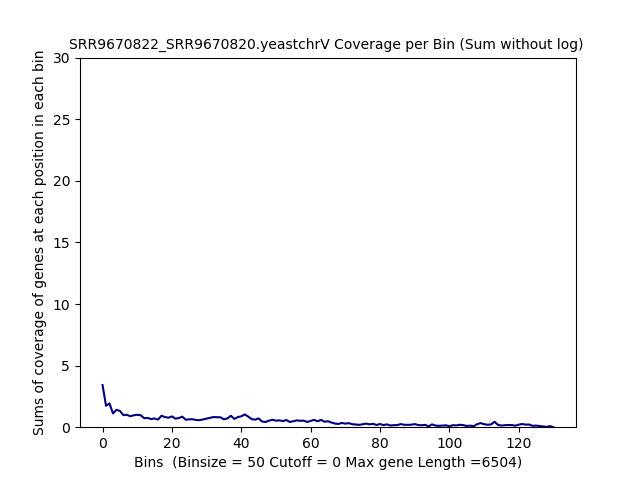 SRR9670822_SRR9670820.yeastchrV Coverage per Bin (Sum without log)
Sums of coverage of genes at each position in each bin
30
25
20
15
10
5
0
0 20 40 60 80 100 120
Bins  (Binsize = 50 Cutoff = 0 Max gene Length =6504)